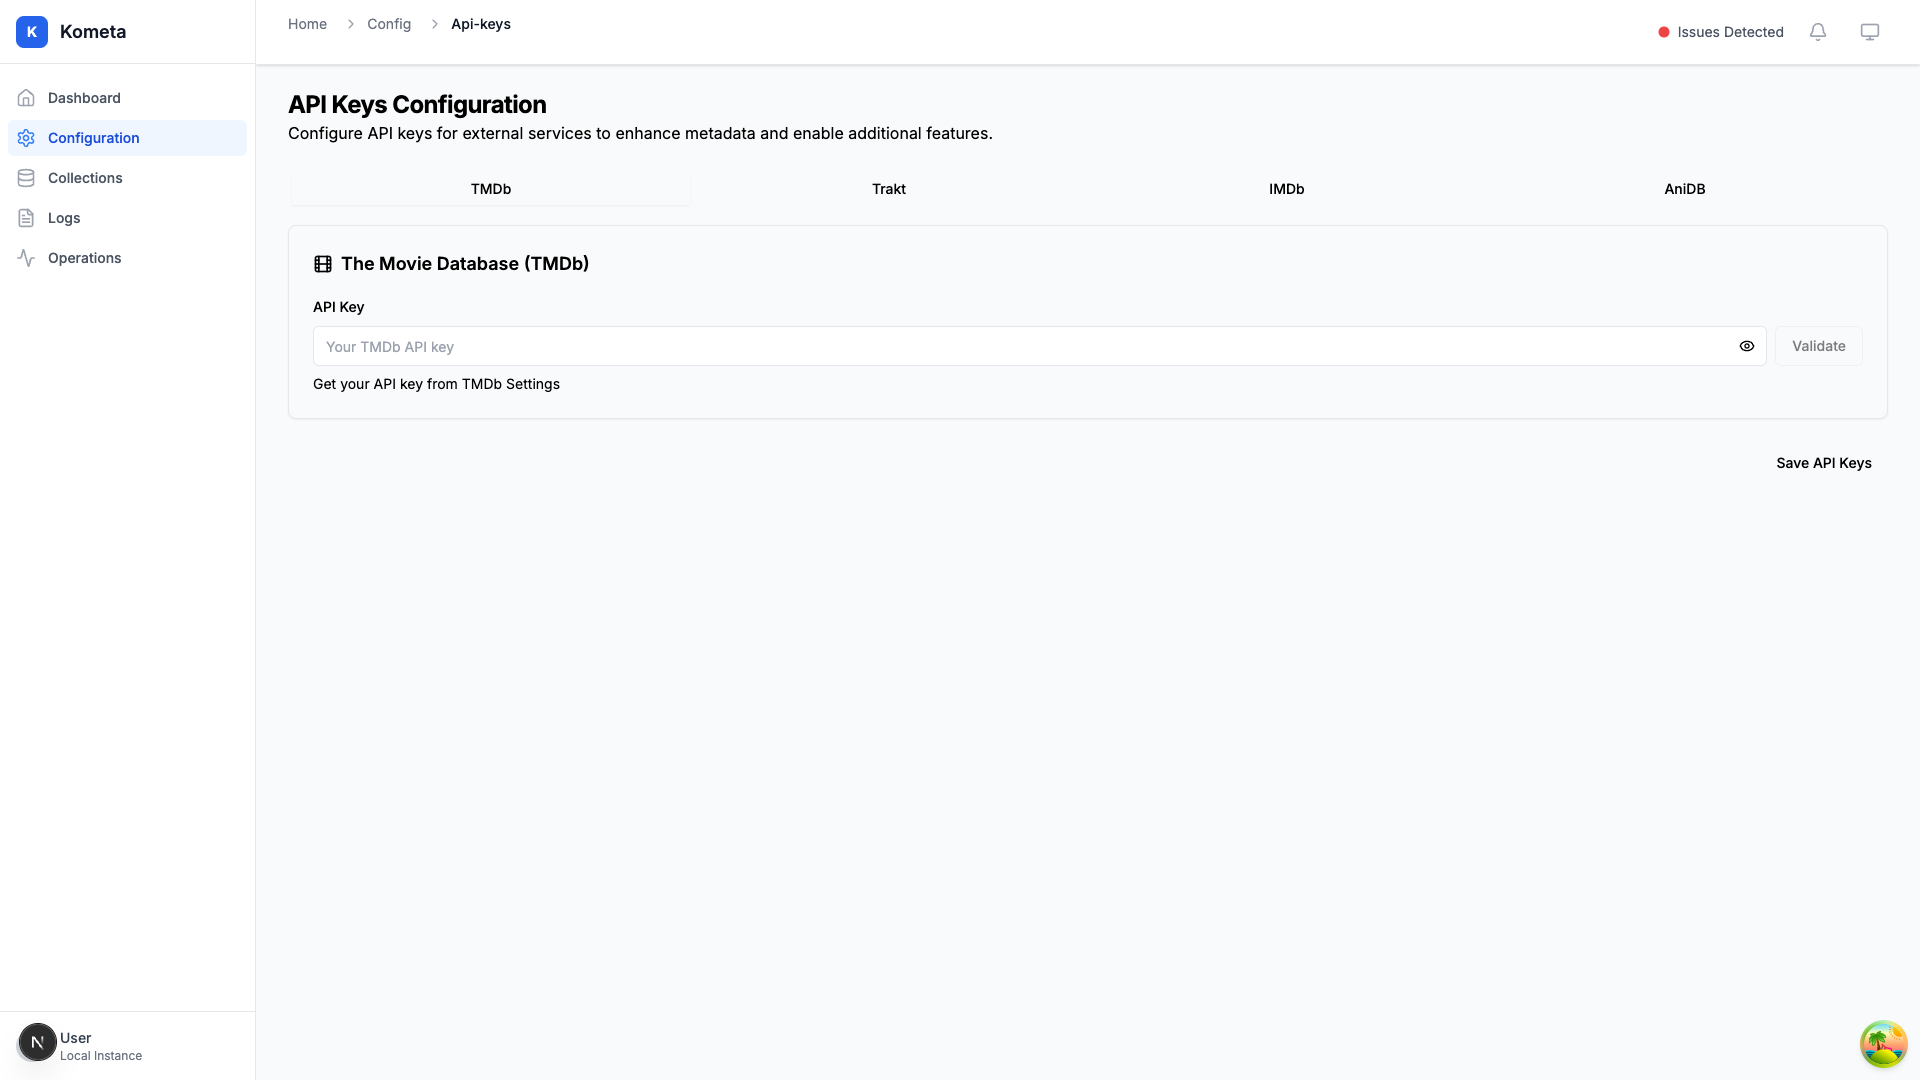 K Kometa
Home > Config > Api-keys
Issues Detected
Dashboard
Configuration
Collections
Logs
Operations
API Keys Configuration
Configure API keys for external services to enhance metadata and enable additional features.
TMDb Trakt IMDb AniDB
The Movie Database (TMDb)
API Key
Your TMDb API key
Validate
Get your API key from TMDb Settings
Save API Keys
N User
Local Instance